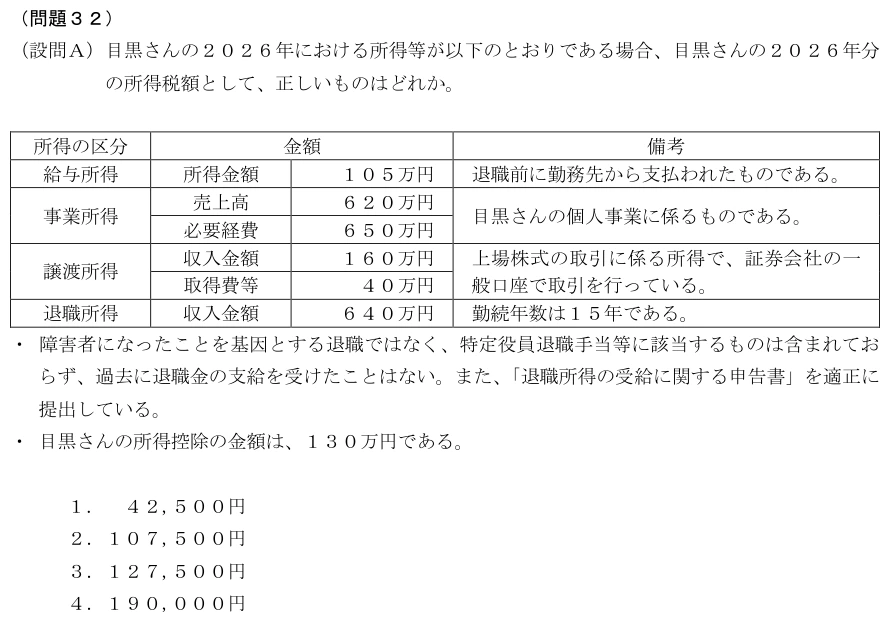 （問題３２）
（設問Ａ）目黒さんの２０２６年における所得等が以下のとおりである場合、目黒さんの２０２６年分
の所得税額として、正しいものはどれか。
所得の区分 金額 備考
給与所得 所得金額 １０５万円 退職前に勤務先から支払われたものである。
事業所得 売上高 ６２０万円 目黒さんの個人事業に係るものである。
必要経費 ６５０万円
譲渡所得 収入金額 １６０万円 上場株式の取引に係る所得で、証券会社の一
取得費等 ４０万円 般口座で取引を行っている。
退職所得 収入金額 ６４０万円 勤続年数は１５年である。
・ 障害者になったことを基因とする退職ではなく、特定役員退職手当等に該当するものは含まれてお
らず、過去に退職金の支給を受けたことはない。また、「退職所得の受給に関する申告書」を適正に
提出している。
・ 目黒さんの所得控除の金額は、１３０万円である。
１． ４２,５００円
２．１０７,５００円
３．１２７,５００円
４．１９０,０００円